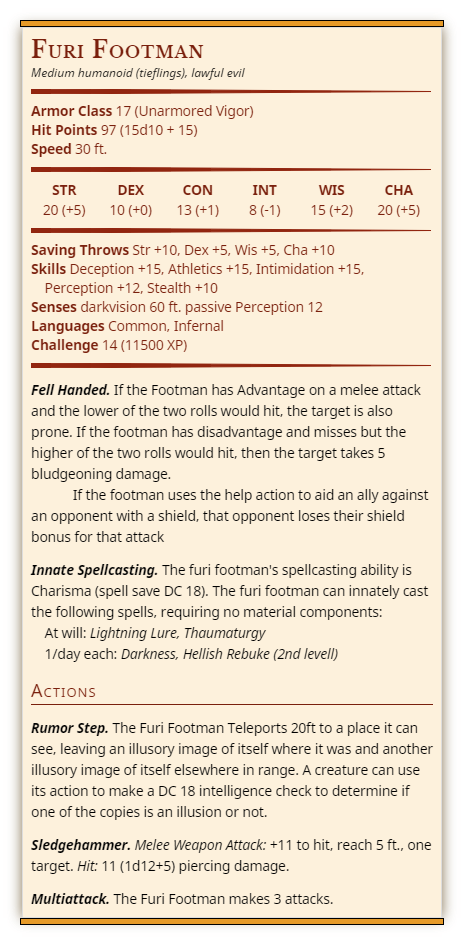 Furi Footman
Medium humanoid (tieflings), lawful evil
Armor Class 17 (Unarmored Vigor)
Hit Points 97 (15d10 + 15)
Speed 30 ft.
STR DEX CON INT WIS CHA
20 (+5) 10 (+0) 13 (+1) 8 (-1) 15 (+2) 20 (+5)
Saving Throws Str +10, Dex +5, Wis +5, Cha +10
Skills Deception +15, Athletics +15, Intimidation +15,
Perception +12, Stealth +10
Senses darkvision 60 ft. passive Perception 12
Languages Common, Infernal
Challenge 14 (11500 XP)
Fell Handed. If the Footman has Advantage on a melee attack
and the lower of the two rolls would hit, the target is also
prone. If the footman has disadvantage and misses but the
higher of the two rolls would hit, then the target takes 5
bludgeoning damage.
If the footman uses the help action to aid an ally against
an opponent with a shield, that opponent loses their shield
bonus for that attack
Innate Spellcasting. The furi footman's spellcasting ability is
Charisma (spell save DC 18). The furi footman can innately cast
the following spells, requiring no material components:
At will: Lightning Lure, Thaumaturgy
1/day each: Darkness, Hellish Rebuke (2nd levell)
Actions
Rumor Step. The Furi Footman Teleports 20ft to a place it can
see, leaving an illusory image of itself where it was and another
illusory image of itself elsewhere in range. A creature can use
its action to make a DC 18 intelligence check to determine if
one of the copies is an illusion or not.
Sledgehammer. Melee Weapon Attack: +11 to hit, reach 5 ft., one
target. Hit: 11 (1d12+5) piercing damage.
Multiattack. The Furi Footman makes 3 attacks.